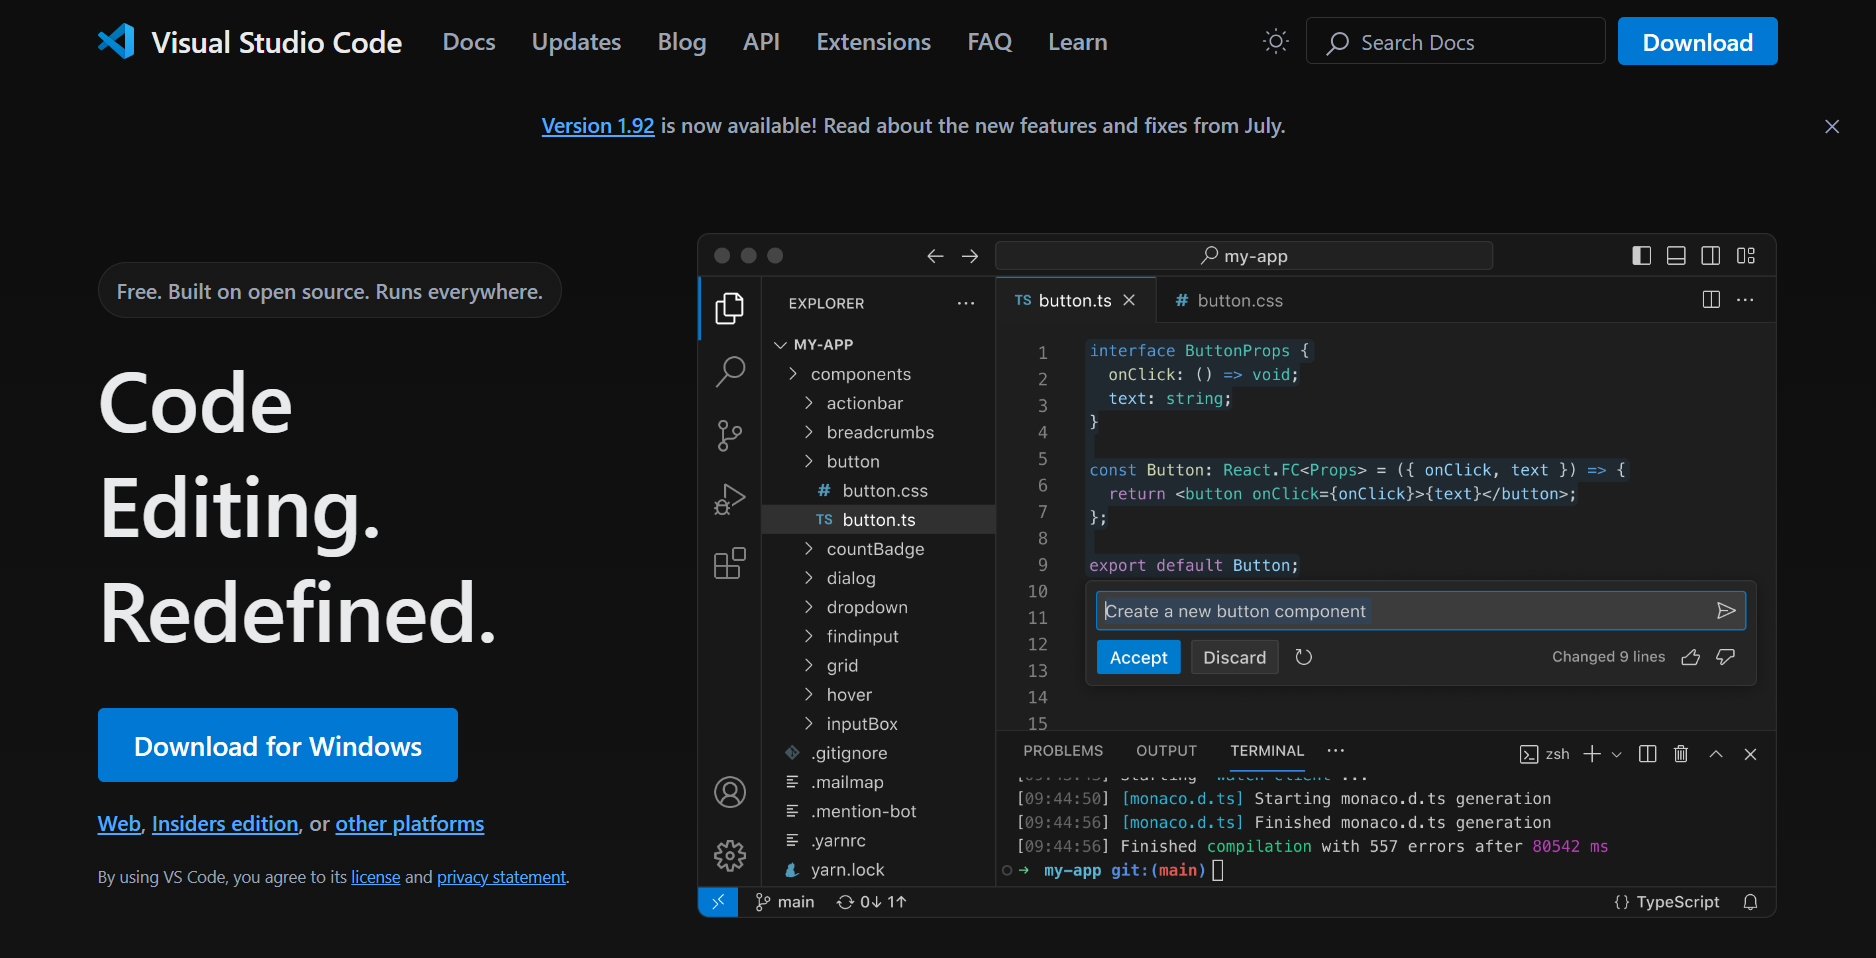 Visual Studio Code Docs Updates Blog API Extensions FAQ Learn Search Docs Download
Version 1.92 is now available! Read about the new features and fixes from July.
Free. Built on open source. Runs everywhere.
Code
Editing.
Redefined.
Download for Windows
Web, Insiders edition, or other platforms
By using VS Code, you agree to its license and privacy statement.
my-app
EXPLORER ···
MY-APP
components
actionbar
breadcrumbs
button
# button.css
TS button.ts
countBadge
dialog
dropdown
findinput
grid
hover
inputBox
.gitignore
.mailmap
.mention-bot
.yarnrc
yarn.lock
TS button.ts # button.css ···
1
2
3
4
5
6
7
8
9
10
11
12
13
14
15
interface ButtonProps {
onClick: () => void;
text: string;
}
const Button: React.FC<Props> = ({ onClick, text }) => {
return <button onClick={onClick}>{text}</button>;
};
export default Button;
Create a new button component
Accept Discard Changed 9 lines
PROBLEMS OUTPUT TERMINAL ··· zsh
Starting ...
[09:44:50] [monaco.d.ts] Starting monaco.d.ts generation
[09:44:56] [monaco.d.ts] Finished monaco.d.ts generation
[09:44:56] Finished compilation with 557 errors after 80542 ms
my-app git:(main)
main 0↓ 1↑ {} TypeScript